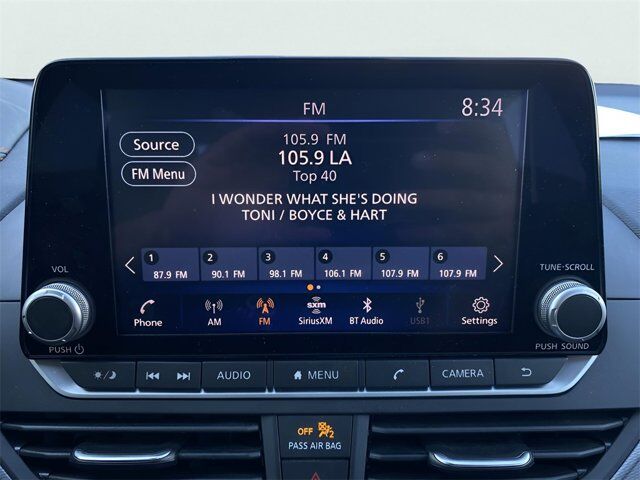 FM
8:34
Source
FM Menu
105.9 FM
105.9 LA
Top 40
I WONDER WHAT SHE'S DOING
TONI / BOYCE & HART
1 2 3 4 5 6
87.9 FM 90.1 FM 98.1 FM 106.1 FM 107.9 FM 107.9 FM
VOL
TUNE·SCROLL
Phone AM FM sxm SiriusXM BT Audio USB1 Settings
PUSH
PUSH SOUND
AUDIO MENU CAMERA
OFF 2
PASS AIR BAG